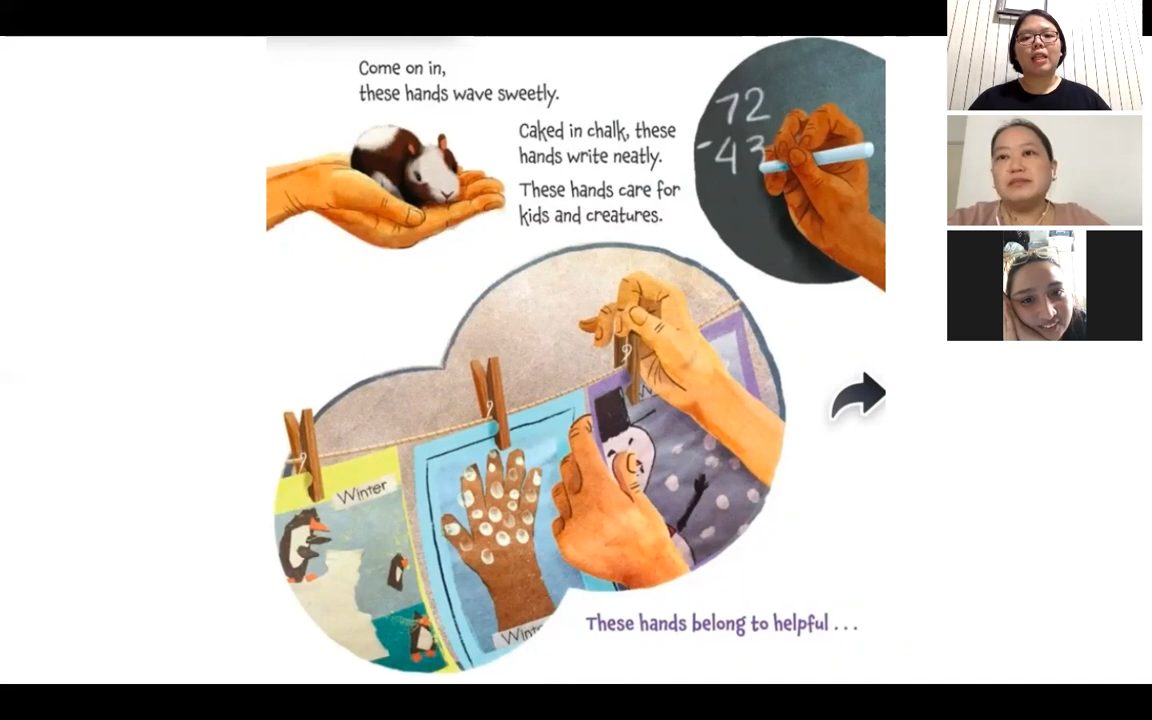 Come on in,
these hands wave sweetly.
Caked in chalk, these
hands write neatly.
These hands care for
kids and creatures.
72
-43
Winter
These hands belong to helpful . . .